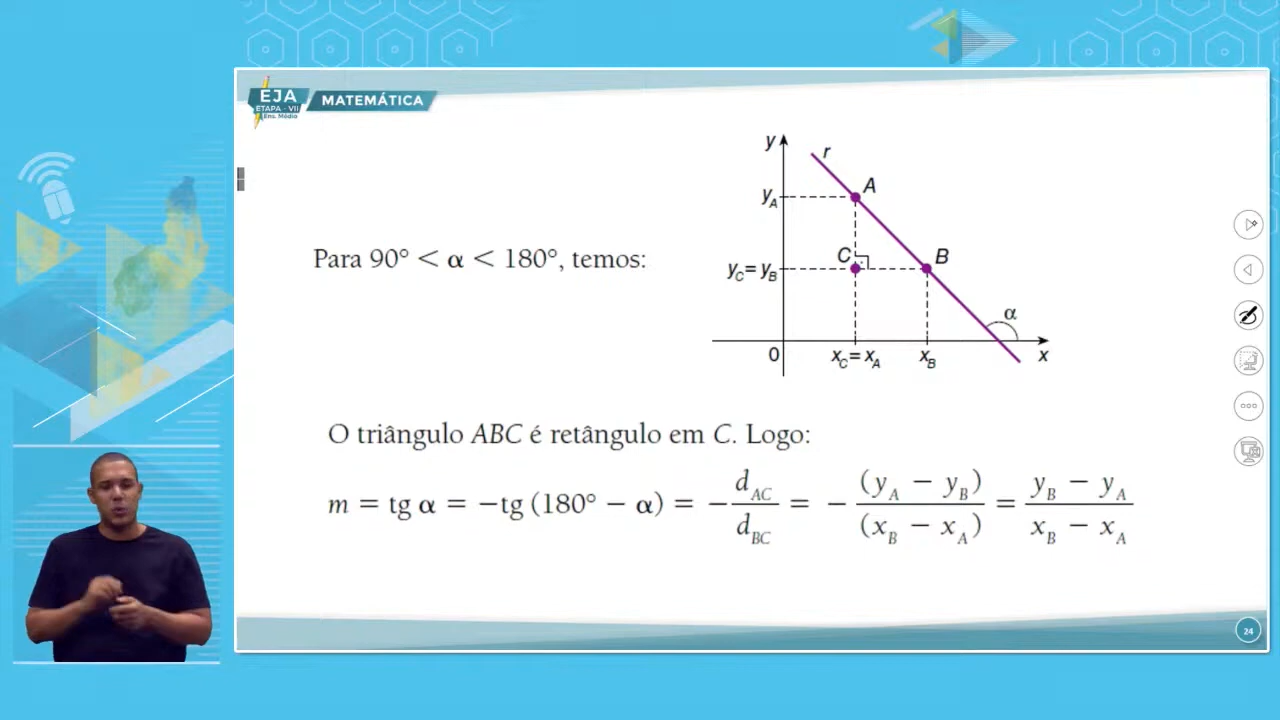 EJA
ETAPA - VII
Ens. Médio
MATEMÁTICA
y
r
y_A
A
Para 90° < α < 180°, temos:
C
B
y_C = y_B
α
0
x_C = x_A
x_B
x
O triângulo ABC é retângulo em C. Logo:
m = tg α = −tg (180° − α) = − d_AC / d_BC = − (y_A − y_B) / (x_B − x_A) = y_B − y_A / x_B − x_A
24